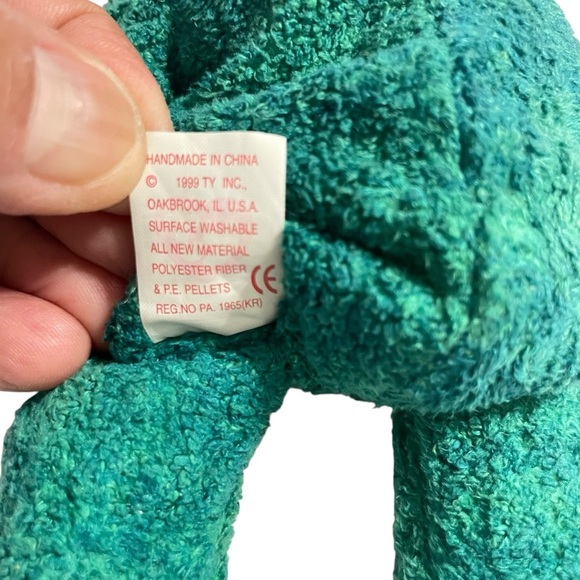 HANDMADE IN CHINA
© 1999 TY INC.,
OAKBROOK, IL. U.S.A.
SURFACE WASHABLE
ALL NEW MATERIAL
POLYESTER FIBER
& P.E. PELLETS CE
REG.NO PA. 1965(KR)